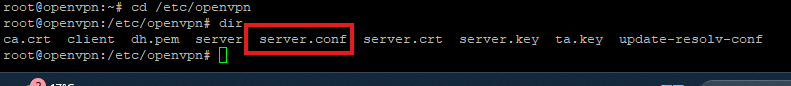 root@openvpn:~# cd /etc/openvpn
root@openvpn:/etc/openvpn# dir
ca.crt  client  dh.pem  server  server.conf  server.crt  server.key  ta.key  update-resolv-conf
root@openvpn:/etc/openvpn#